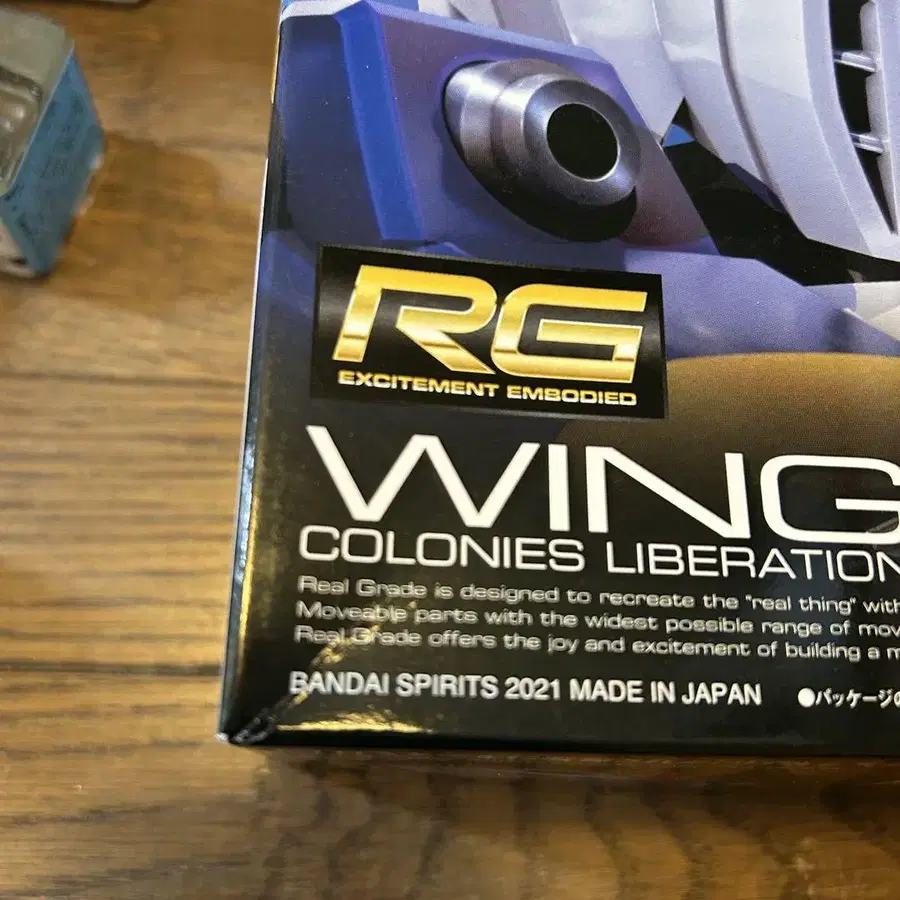 RG
EXCITEMENT EMBODIED
WING
COLONIES LIBERATION
Real Grade is designed to recreate the "real thing" with
Moveable parts with the widest possible range of mov
Real Grade offers the joy and excitement of building a m
BANDAI SPIRITS 2021 MADE IN JAPAN ●パッケージの